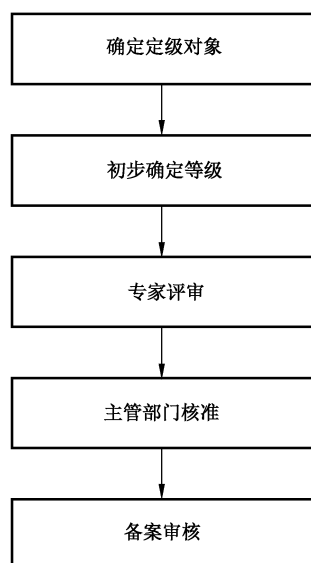 确定定级对象
初步确定等级
专家评审
主管部门核准
备案审核